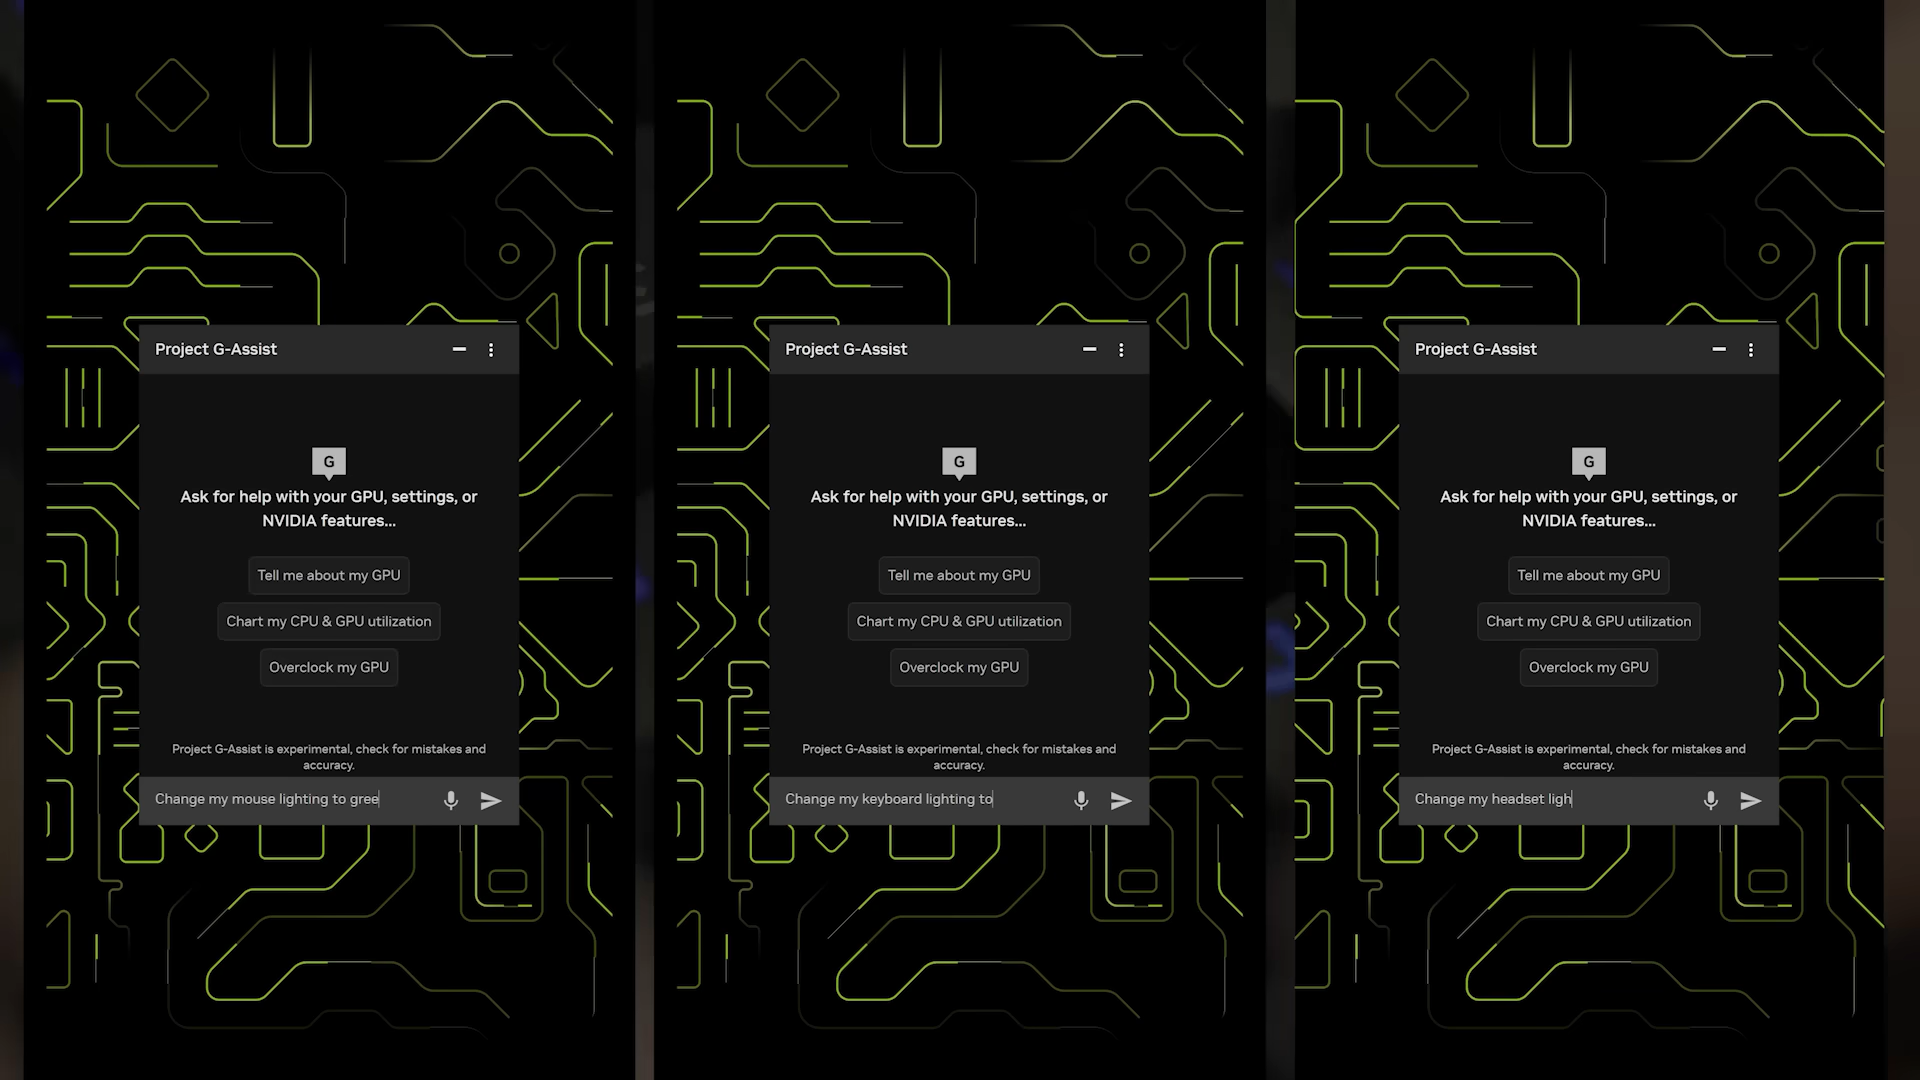 Project G-Assist
G
Ask for help with your GPU, settings, or
NVIDIA features...
Tell me about my GPU
Chart my CPU & GPU utilization
Overclock my GPU
Project G-Assist is experimental, check for mistakes and
accuracy.
Change my mouse lighting to gree
Project G-Assist
G
Ask for help with your GPU, settings, or
NVIDIA features...
Tell me about my GPU
Chart my CPU & GPU utilization
Overclock my GPU
Project G-Assist is experimental, check for mistakes and
accuracy.
Change my keyboard lighting to
Project G-Assist
G
Ask for help with your GPU, settings, or
NVIDIA features...
Tell me about my GPU
Chart my CPU & GPU utilization
Overclock my GPU
Project G-Assist is experimental, check for mistakes and
accuracy.
Change my headset ligh